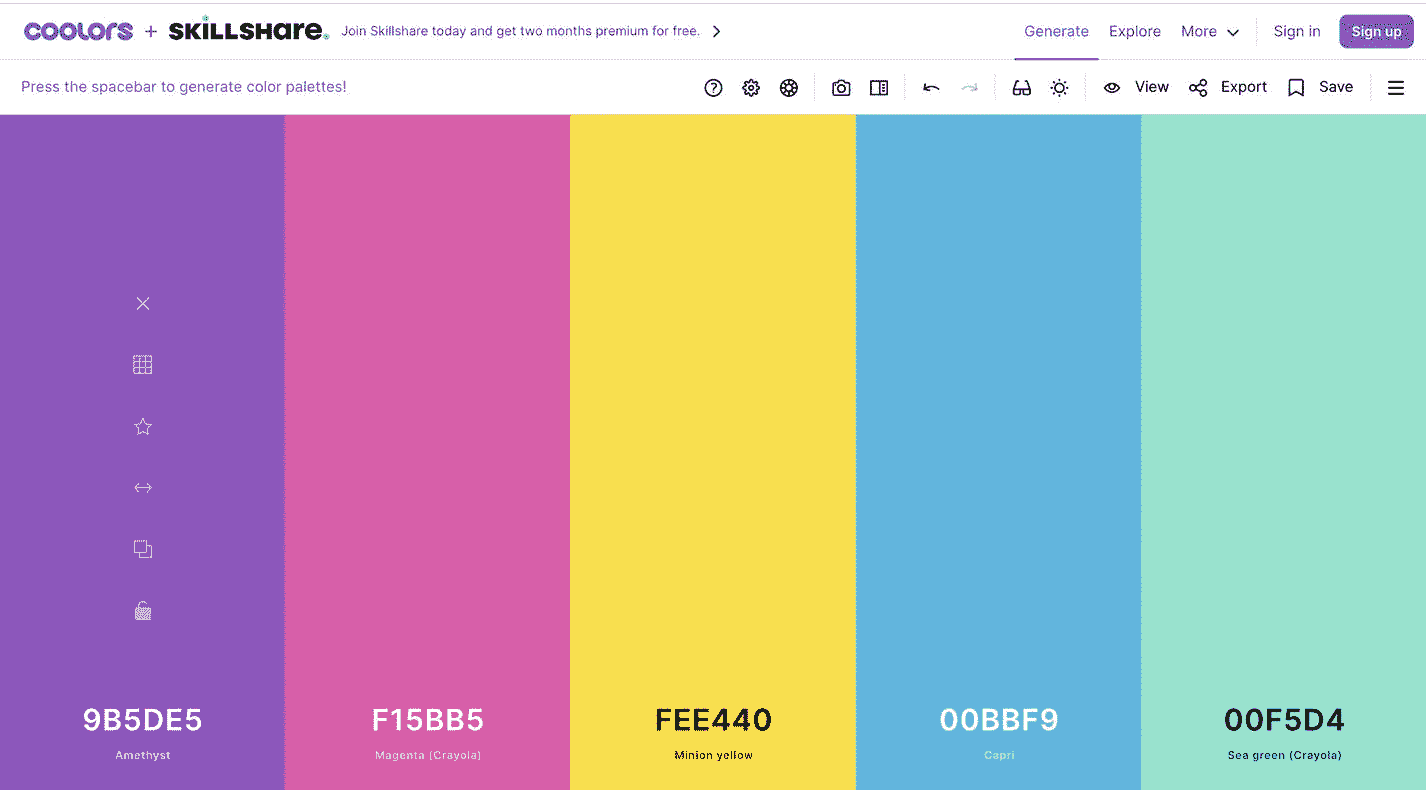 coolors + SKILLSHARE. Join Skillshare today and get two months premium for free. Generate Explore More Sign in Sign up
Press the spacebar to generate color palettes! View Export Save
9B5DE5 F15BB5 FEE440 00BBF9 00F5D4
Amethyst Magenta (Crayola) Minion yellow Capri Sea green (Crayola)